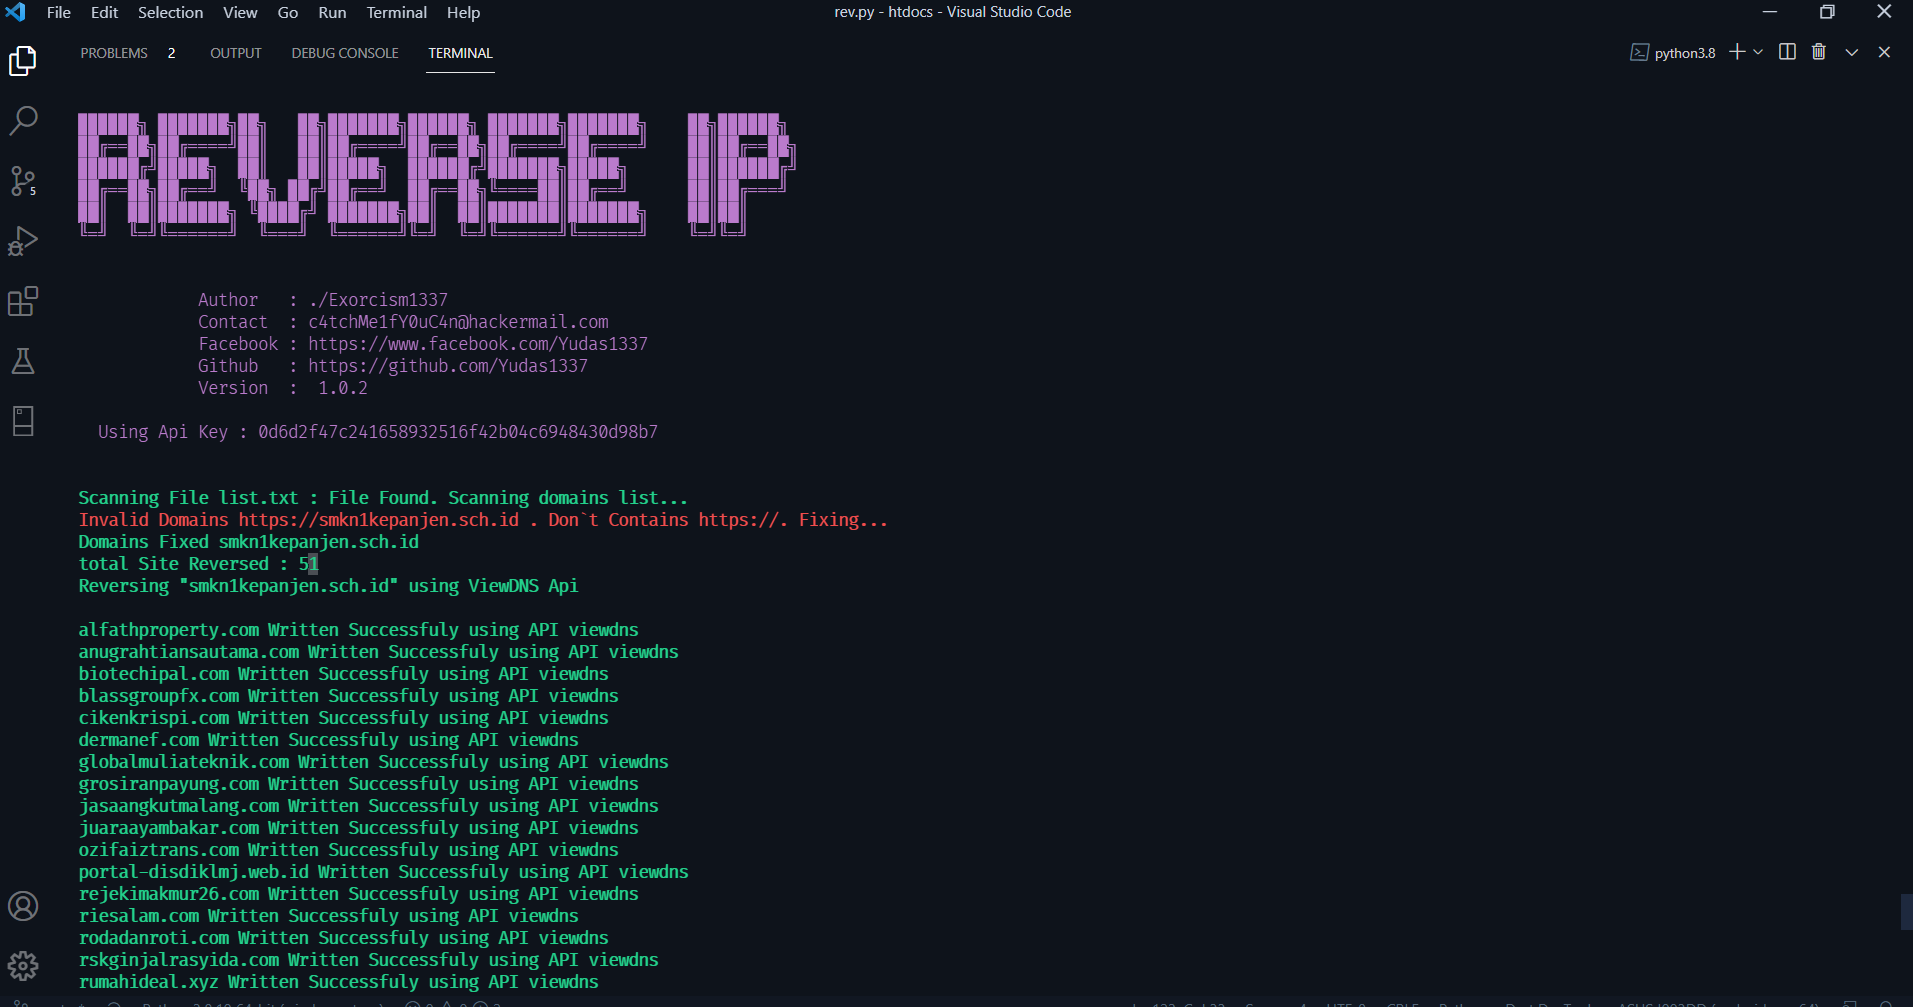 File Edit Selection View Go Run Terminal Help
rev.py - htdocs - Visual Studio Code
PROBLEMS 2 OUTPUT DEBUG CONSOLE TERMINAL
python3.8
5
REVERSE IP
Author : ./Exorcism1337
Contact : c4tchMe1fY0uC4n@hackermail.com
Facebook : https://www.facebook.com/Yudas1337
Github : https://github.com/Yudas1337
Version : 1.0.2
Using Api Key : 0d6d2f47c241658932516f42b04c6948430d98b7
Scanning File list.txt : File Found. Scanning domains list...
Invalid Domains https://smkn1kepanjen.sch.id . Don`t Contains https://. Fixing...
Domains Fixed smkn1kepanjen.sch.id
total Site Reversed : 51
Reversing "smkn1kepanjen.sch.id" using ViewDNS Api
alfathproperty.com Written Successfuly using API viewdns
anugrahtiansautama.com Written Successfuly using API viewdns
biotechipal.com Written Successfuly using API viewdns
blassgroupfx.com Written Successfuly using API viewdns
cikenkrispi.com Written Successfuly using API viewdns
dermanef.com Written Successfuly using API viewdns
globalmuliateknik.com Written Successfuly using API viewdns
grosiranpayung.com Written Successfuly using API viewdns
jasaangkutmalang.com Written Successfuly using API viewdns
juaraayambakar.com Written Successfuly using API viewdns
ozifaiztrans.com Written Successfuly using API viewdns
portal-disdiklmj.web.id Written Successfuly using API viewdns
rejekimakmur26.com Written Successfuly using API viewdns
riesalam.com Written Successfuly using API viewdns
rodadanroti.com Written Successfuly using API viewdns
rskginjalrasyida.com Written Successfuly using API viewdns
rumahideal.xyz Written Successfuly using API viewdns